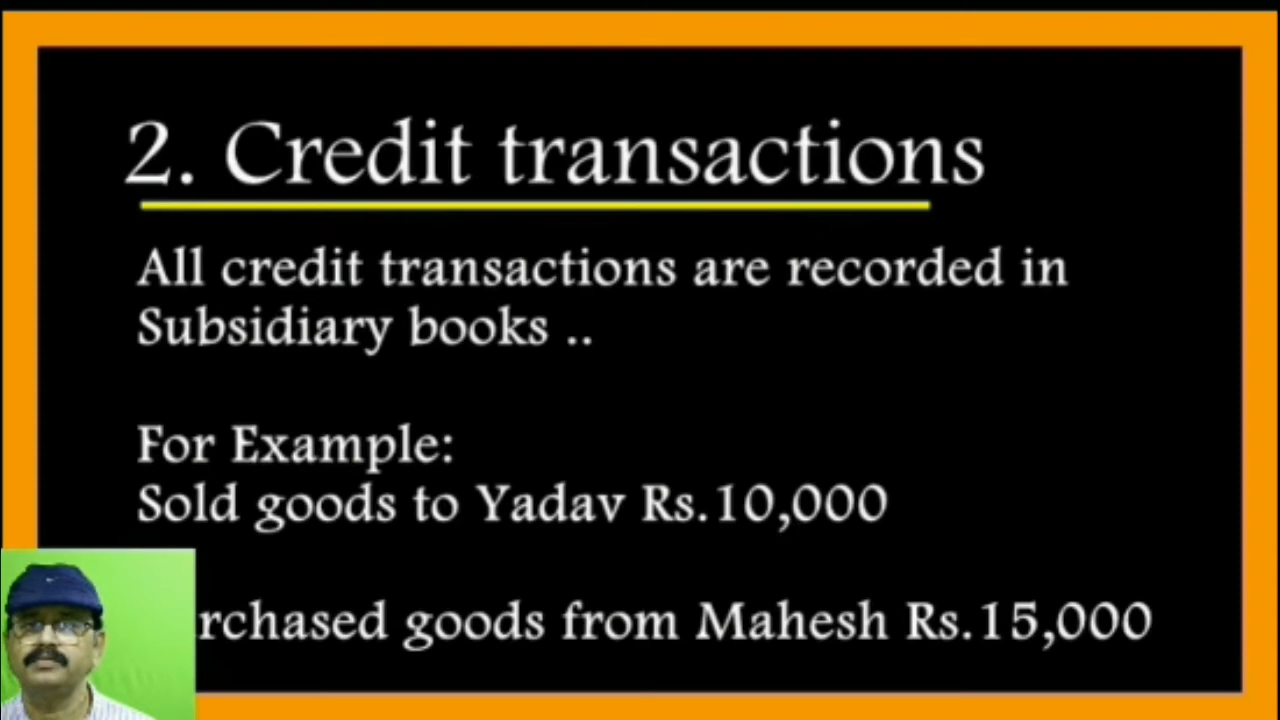 2. Credit transactions
All credit transactions are recorded in
Subsidiary books ..
For Example:
Sold goods to Yadav Rs.10,000
goods from Mahesh Rs.15,000